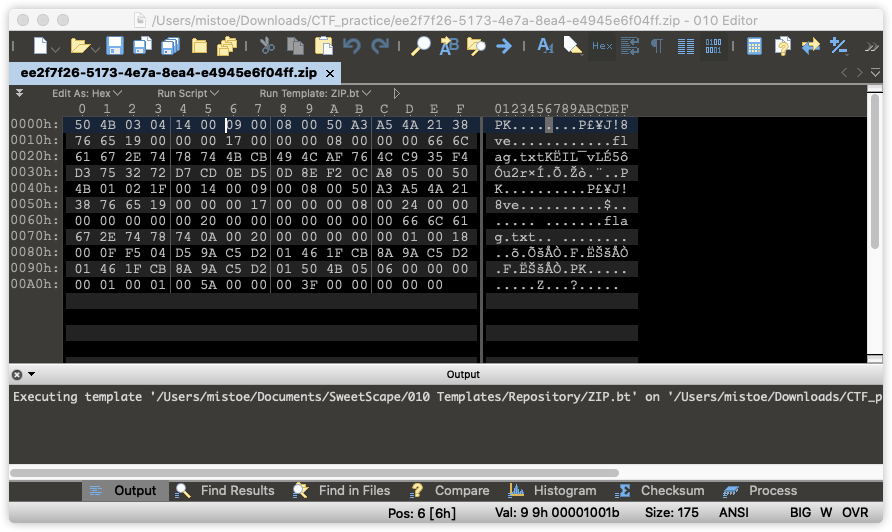 /Users/mistoe/Downloads/CTF_practice/ee2f7f26-5173-4e7a-8ea4-e4945e6f04ff.zip - 010 Editor
Hex
ee2f7f26-5173-4e7a-8ea4-e4945e6f04ff.zip ×
Edit As: Hex Run Script Run Template: ZIP.bt
0 1 2 3 4 5 6 7 8 9 A B C D E F 0123456789ABCDEF
0000h: 50 4B 03 04 14 00 09 00 08 00 50 A3 A5 4A 21 38 PK........P£¥J!8
0010h: 76 65 19 00 00 00 17 00 00 00 08 00 00 00 66 6C ve............fl
0020h: 61 67 2E 74 78 74 4B CB 49 4C AF 76 4C C9 35 F4 ag.txtKËIL¯vLÉ5ô
0030h: D3 75 32 72 D7 CD 0E D5 0D 8E F2 0C A8 05 00 50 Óu2r×Í.Õ.Žò.¨..P
0040h: 4B 01 02 1F 00 14 00 09 00 08 00 50 A3 A5 4A 21 K..........P£¥J!
0050h: 38 76 65 19 00 00 00 17 00 00 00 08 00 24 00 00 8ve..........$..
0060h: 00 00 00 00 00 20 00 00 00 00 00 00 00 66 6C 61 ..... .......fla
0070h: 67 2E 74 78 74 0A 00 20 00 00 00 00 00 01 00 18 g.txt.. ........
0080h: 00 0F F5 04 D5 9A C5 D2 01 46 1F CB 8A 9A C5 D2 ..õ.ÕšÅÒ.F.ËŠšÅÒ
0090h: 01 46 1F CB 8A 9A C5 D2 01 50 4B 05 06 00 00 00 .F.ËŠšÅÒ.PK.....
00A0h: 00 01 00 01 00 5A 00 00 00 3F 00 00 00 00 00 .....Z...?.....
Output
Executing template '/Users/mistoe/Documents/SweetScape/010 Templates/Repository/ZIP.bt' on '/Users/mistoe/Downloads/CTF_p
Output Find Results Find in Files Compare Histogram Checksum Process
Pos: 6 [6h] Val: 9 9h 00001001b Size: 175 ANSI BIG W OVR